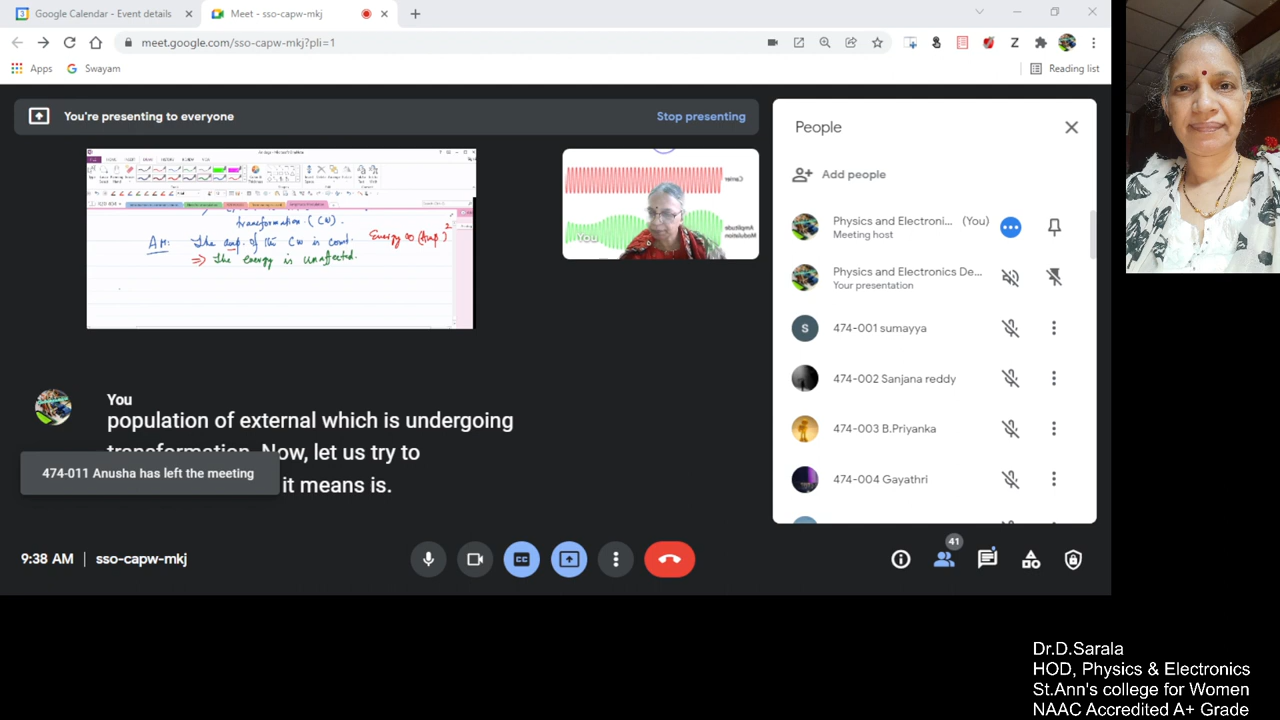 Google Calendar - Event details
Meet - sso-capw-mkj
meet.google.com/sso-capw-mkj?pli=1
Apps
Swayam
Reading list
You're presenting to everyone
Stop presenting
transformation. (CW).
AM: The amp. of the CW is const. Energy ∝ (Amp)²
⇒ The energy is unaffected.
Carrier
Amplitude
Modulation
YOU
People
Add people
Physics and Electroni... (You)
Meeting host
Physics and Electronics De...
Your presentation
S
474-001 sumayya
474-002 Sanjana reddy
474-003 B.Priyanka
474-004 Gayathri
You
population of external which is undergoing
Now, let us try to
it means is.
474-011 Anusha has left the meeting
9:38 AM | sso-capw-mkj
CC
41
Dr.D.Sarala
HOD, Physics & Electronics
St.Ann's college for Women
NAAC Accredited A+ Grade